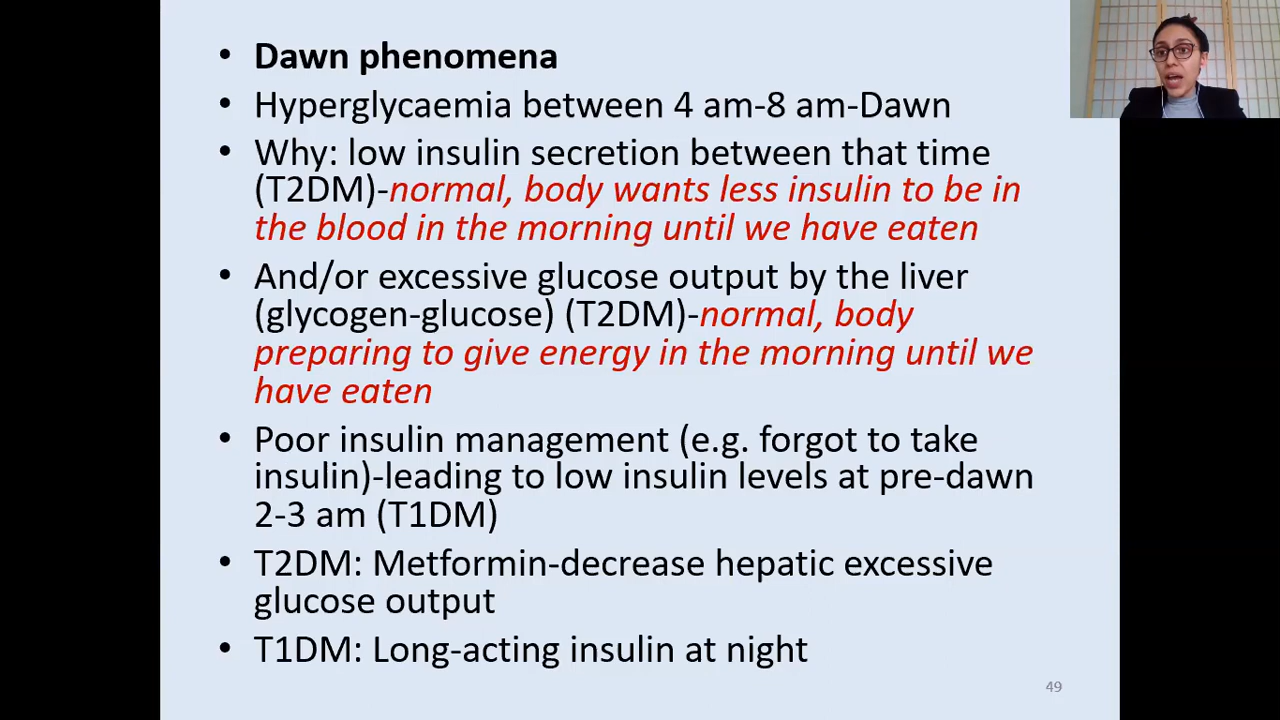 • Dawn phenomena
• Hyperglycaemia between 4 am-8 am-Dawn
• Why: low insulin secretion between that time
(T2DM)-normal, body wants less insulin to be in
the blood in the morning until we have eaten
• And/or excessive glucose output by the liver
(glycogen-glucose) (T2DM)-normal, body
preparing to give energy in the morning until we
have eaten
• Poor insulin management (e.g. forgot to take
insulin)-leading to low insulin levels at pre-dawn
2-3 am (T1DM)
• T2DM: Metformin-decrease hepatic excessive
glucose output
• T1DM: Long-acting insulin at night
49